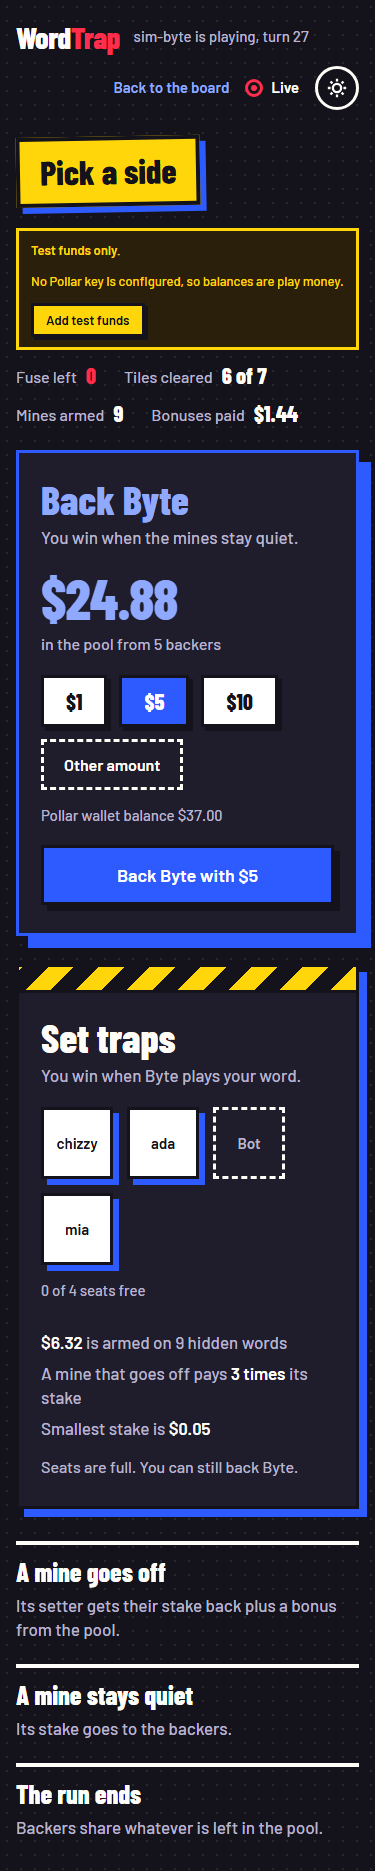 WordTrap sim-byte is playing, turn 27
Back to the board Live
Pick a side
Test funds only.
No Pollar key is configured, so balances are play money.
Add test funds
Fuse left 0 Tiles cleared 6 of 7
Mines armed 9 Bonuses paid $1.44
Back Byte
You win when the mines stay quiet.
$24.88
in the pool from 5 backers
$1 $5 $10
Other amount
Pollar wallet balance $37.00
Back Byte with $5
Set traps
You win when Byte plays your word.
chizzy ada Bot
mia
0 of 4 seats free
$6.32 is armed on 9 hidden words
A mine that goes off pays 3 times its
stake
Smallest stake is $0.05
Seats are full. You can still back Byte.
A mine goes off
Its setter gets their stake back plus a bonus
from the pool.
A mine stays quiet
Its stake goes to the backers.
The run ends
Backers share whatever is left in the pool.